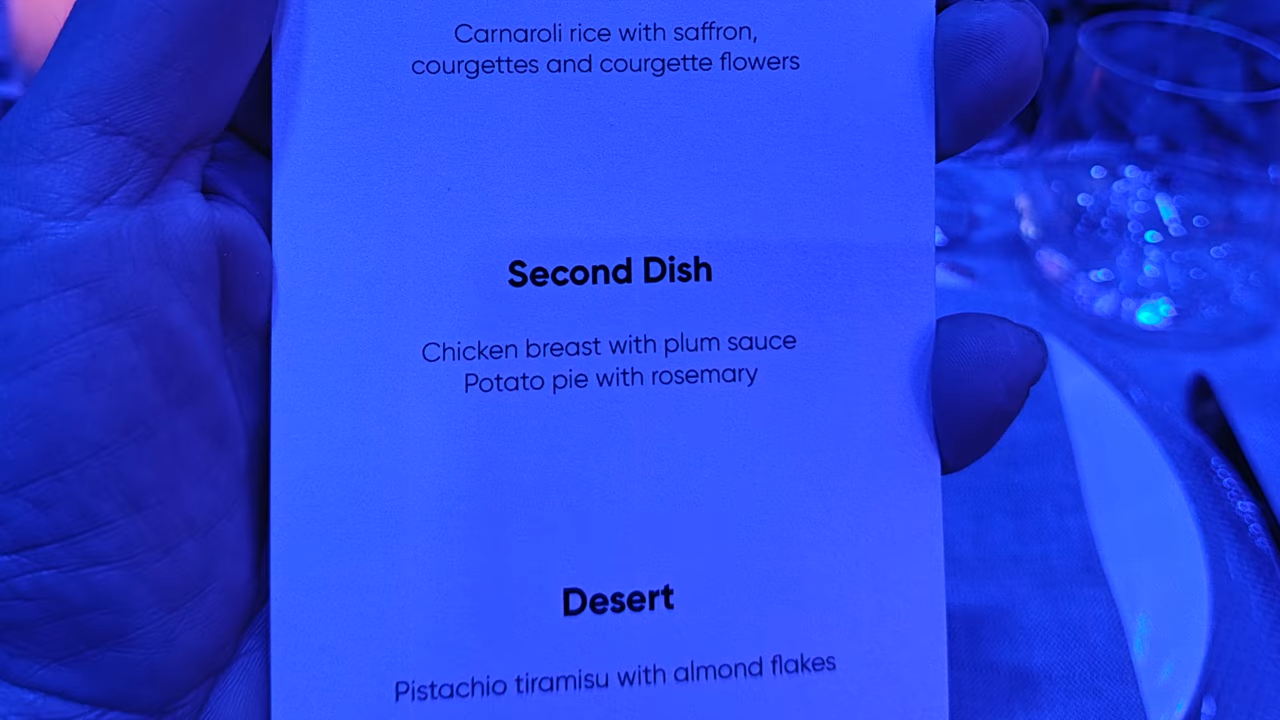 Carnaroli rice with saffron,
courgettes and courgette flowers
Second Dish
Chicken breast with plum sauce
Potato pie with rosemary
Desert
Pistachio tiramisu with almond flakes